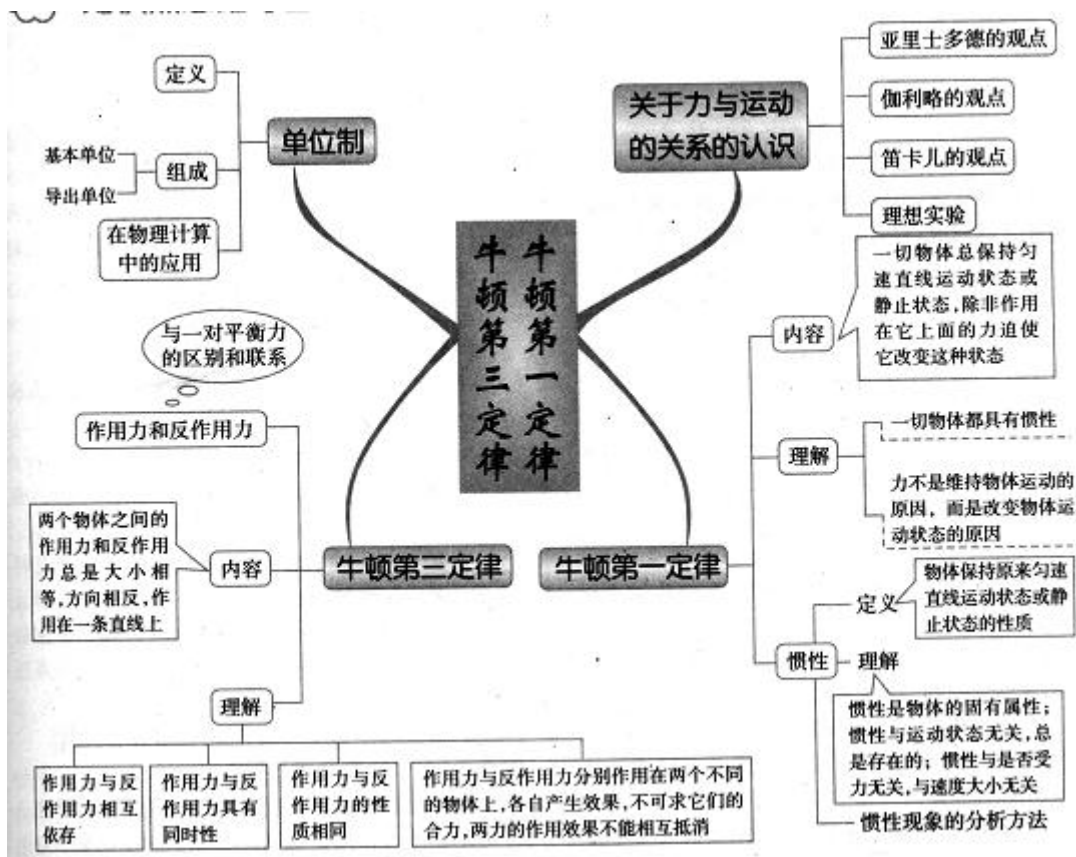 定义
单位制
基本单位
导出单位
组成
在物理计算
中的应用
关于力与运动
的关系的认识
亚里士多德的观点
伽利略的观点
笛卡儿的观点
理想实验
牛顿第一定律
牛顿第三定律
与一对平衡力
的区别和联系
作用力和反作用力
两个物体之间的
作用力和反作用
力总是大小相
等,方向相反,作
用在一条直线上
内容
牛顿第三定律
理解
作用力与反
作用力相互
依存
作用力与反
作用力具有
同时性
作用力与反
作用力的性
质相同
作用力与反作用力分别作用在两个不同
的物体上,各自产生效果,不可求它们的
合力,两力的作用效果不能相互抵消
牛顿第一定律
内容
一切物体总保持匀
速直线运动状态或
静止状态,除非作用
在它上面的力迫使
它改变这种状态
理解
一切物体都具有惯性
力不是维持物体运动的
原因,而是改变物体运
动状态的原因
惯性
定义
物体保持原来匀速
直线运动状态或静
止状态的性质
理解
惯性是物体的固有属性;
惯性与运动状态无关,总
是存在的;惯性与是否受
力无关,与速度大小无关
惯性现象的分析方法